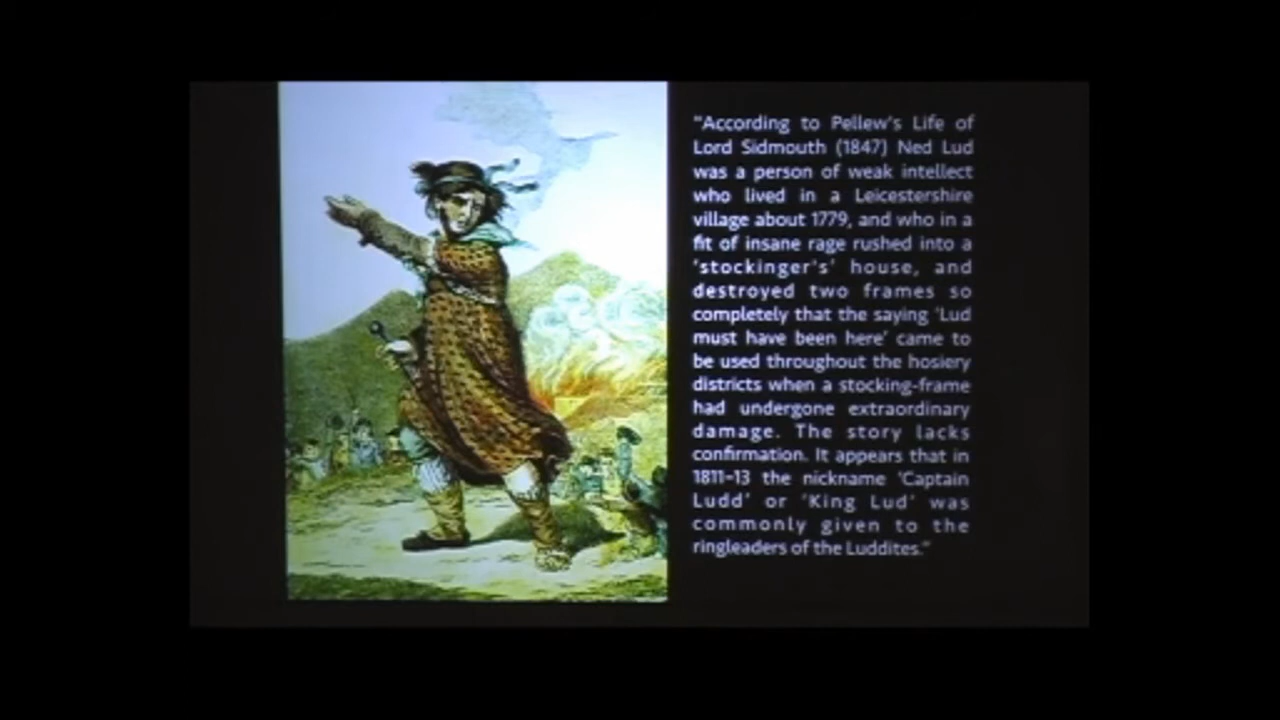 "According to Pellew's Life of
Lord Sidmouth (1847) Ned Lud
was a person of weak intellect
who lived in a Leicestershire
village about 1779, and who in a
fit of insane rage rushed into a
'stockinger's' house, and
destroyed two frames so
completely that the saying 'Lud
must have been here' came to
be used throughout the hosiery
districts when a stocking-frame
had undergone extraordinary
damage. The story lacks
confirmation. It appears that in
1811-13 the nickname 'Captain
Ludd' or 'King Lud' was
commonly given to the
ringleaders of the Luddites."